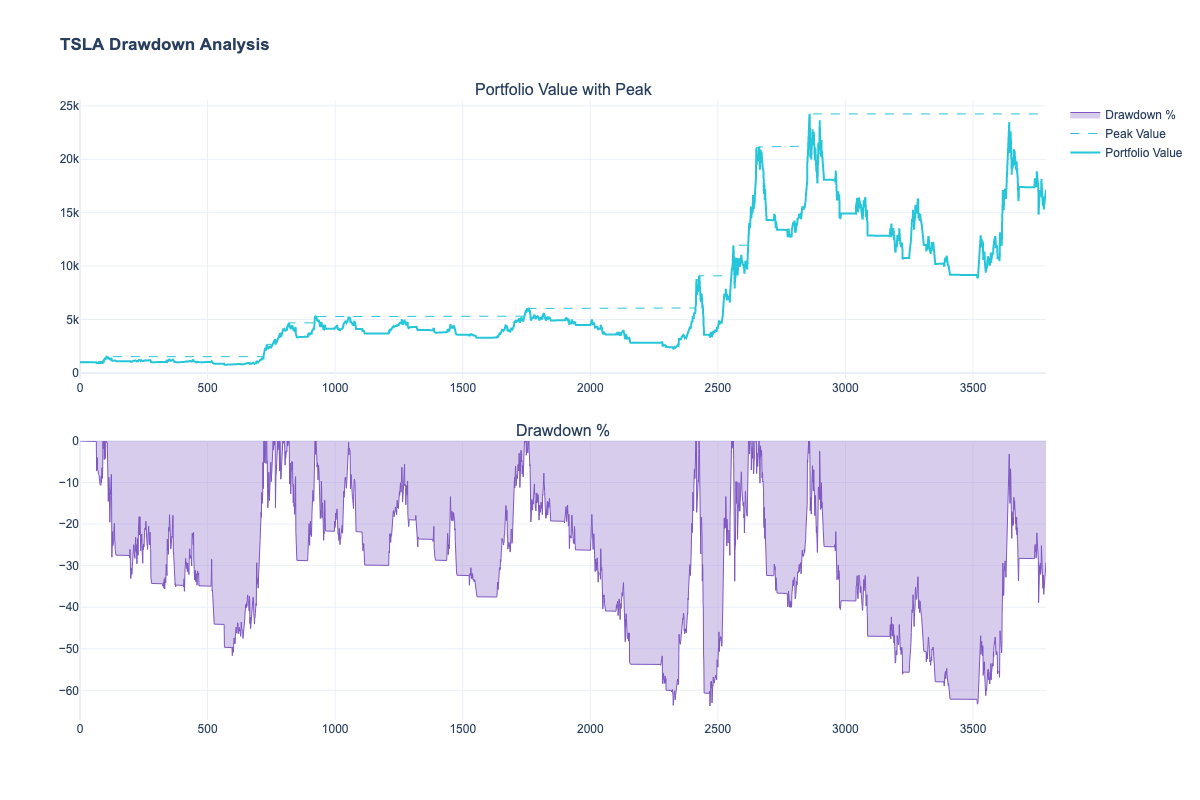 TSLA Drawdown Analysis
Portfolio Value with Peak
25k
20k
15k
10k
5k
0
0 500 1000 1500 2000 2500 3000 3500
Drawdown %
Peak Value
Portfolio Value
Drawdown %
0
−10
−20
−30
−40
−50
−60
0 500 1000 1500 2000 2500 3000 3500